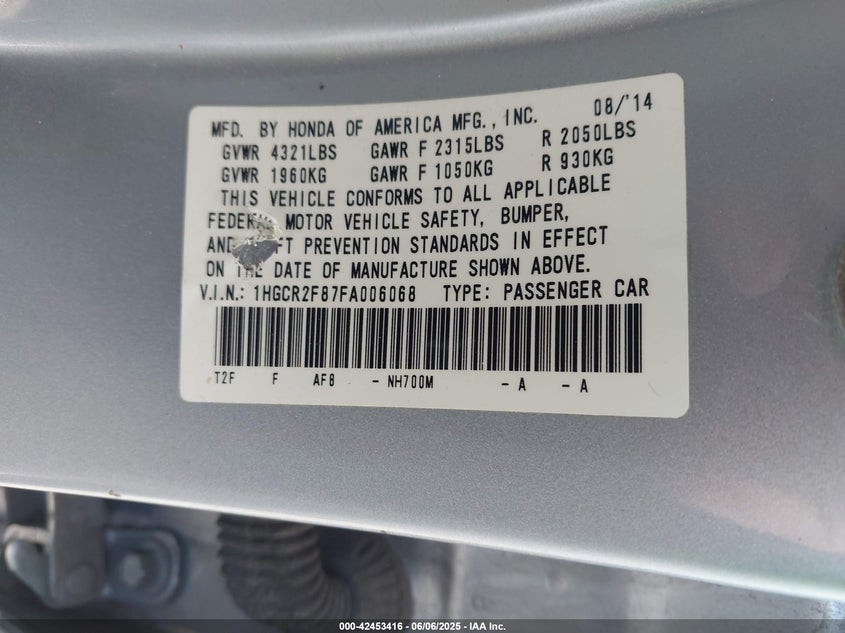 MFD. BY HONDA OF AMERICA MFG., INC. 08/'14
GVWR 4321LBS GAWR F 2315LBS R 2050LBS
GVWR 1960KG GAWR F 1050KG R 930KG
THIS VEHICLE CONFORMS TO ALL APPLICABLE
MOTOR VEHICLE SAFETY, BUMPER,
PREVENTION STANDARDS IN EFFECT
ON DATE OF MANUFACTURE SHOWN ABOVE.
V.I.N.: 1HGCR2F87FA006068 TYPE: PASSENGER CAR
T2F F AF8 - NH700M - A - A
000-42453416 - 06/06/2025 - IAA Inc.